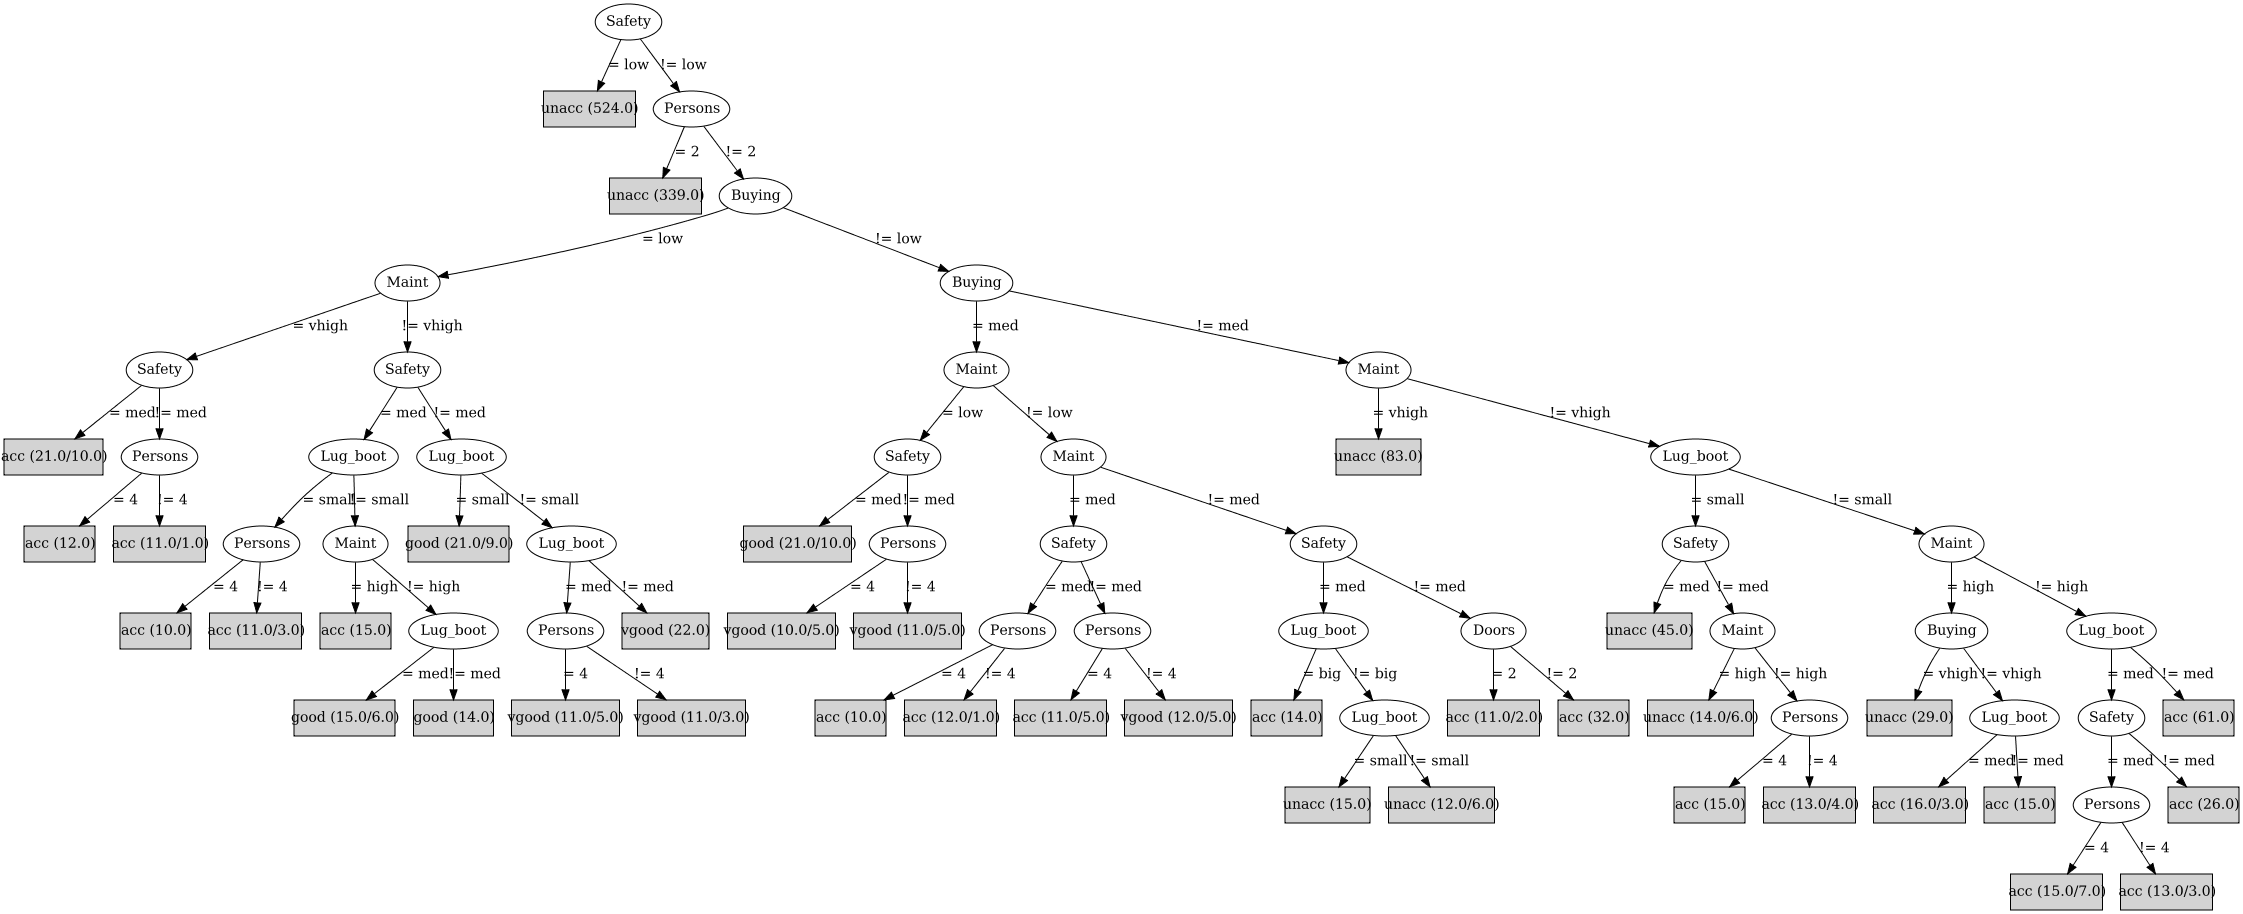 Safety
= low
!= low
unacc (524.0)
Persons
= 2
!= 2
unacc (339.0)
Buying
= low
!= low
Maint
Buying
= vhigh
!= vhigh
= med
!= med
Safety
Safety
Maint
Maint
= med
!= med
= med
!= med
= low
!= low
= vhigh
!= vhigh
acc (21.0/10.0)
Persons
Lug_boot
Lug_boot
Safety
Maint
unacc (83.0)
Lug_boot
= 4
!= 4
= small
!= small
= small
!= small
= med
!= med
= med
!= med
= small
!= small
acc (12.0)
acc (11.0/1.0)
Persons
Maint
good (21.0/9.0)
Lug_boot
good (21.0/10.0)
Persons
Safety
Safety
Safety
Maint
= 4
!= 4
= high
!= high
= med
!= med
= 4
!= 4
= med
!= med
= med
!= med
= med
!= med
= high
!= high
acc (10.0)
acc (11.0/3.0)
acc (15.0)
Lug_boot
Persons
vgood (22.0)
vgood (10.0/5.0)
vgood (11.0/5.0)
Persons
Persons
Lug_boot
Doors
unacc (45.0)
Maint
Buying
Lug_boot
= med
!= med
= 4
!= 4
= 4
!= 4
= 4
!= 4
= big
!= big
= 2
!= 2
= high
!= high
= vhigh
!= vhigh
= med
!= med
good (15.0/6.0)
good (14.0)
vgood (11.0/5.0)
vgood (11.0/3.0)
acc (10.0)
acc (12.0/1.0)
acc (11.0/5.0)
vgood (12.0/5.0)
acc (14.0)
Lug_boot
acc (11.0/2.0)
acc (32.0)
unacc (14.0/6.0)
Persons
unacc (29.0)
Lug_boot
Safety
acc (61.0)
= small
!= small
= 4
!= 4
= med
!= med
= med
!= med
unacc (15.0)
unacc (12.0/6.0)
acc (15.0)
acc (13.0/4.0)
acc (16.0/3.0)
acc (15.0)
Persons
acc (26.0)
= 4
!= 4
acc (15.0/7.0)
acc (13.0/3.0)